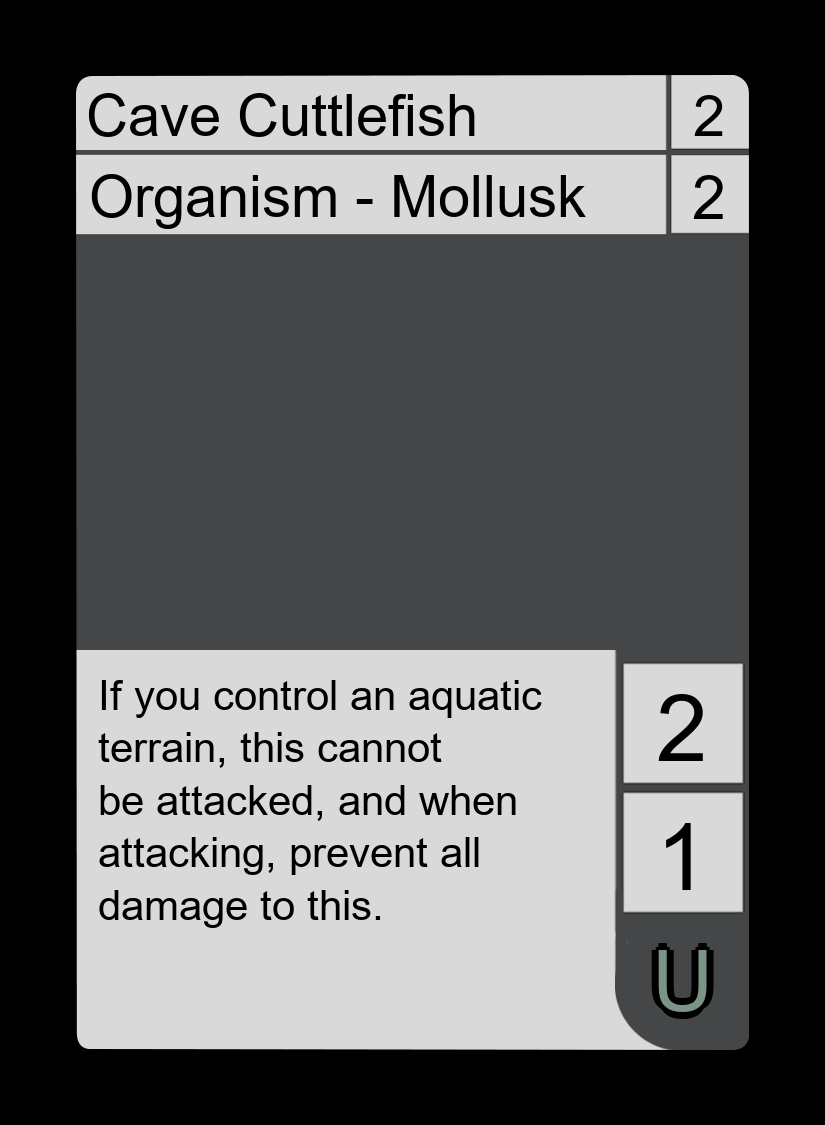 Cave Cuttlefish 2
Organism - Mollusk 2
If you control an aquatic
terrain, this cannot
be attacked, and when
attacking, prevent all
damage to this.
2
1
U